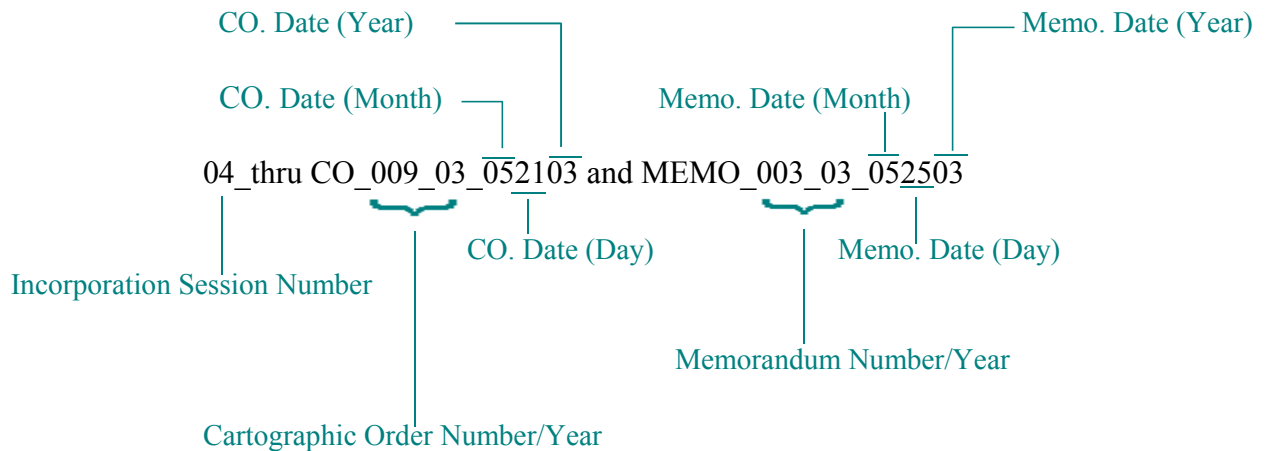 CO. Date (Year)
Memo. Date (Year)
CO. Date (Month)
Memo. Date (Month)
04_thru CO_009_03_052103 and MEMO_003_03_052503
CO. Date (Day)
Memo. Date (Day)
Incorporation Session Number
Memorandum Number/Year
Cartographic Order Number/Year